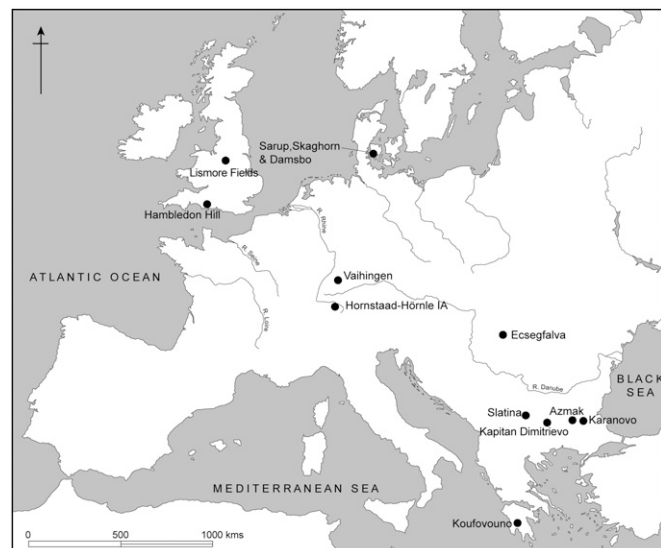 Sarup,Skaghorn
& Damsbo
Lismore Fields
Hambledon Hill
R. Rhine
R. Seine
ATLANTIC OCEAN
Vaihingen
Hornstaad-Hörnle IA
R. Loire
Ecsegfalva
BLACK
SEA
R. Danube
Slatina
Azmak
Karanovo
Kapitan Dimitrievo
MEDITERRANEAN SEA
Koufovouno
0 500 1000 kms